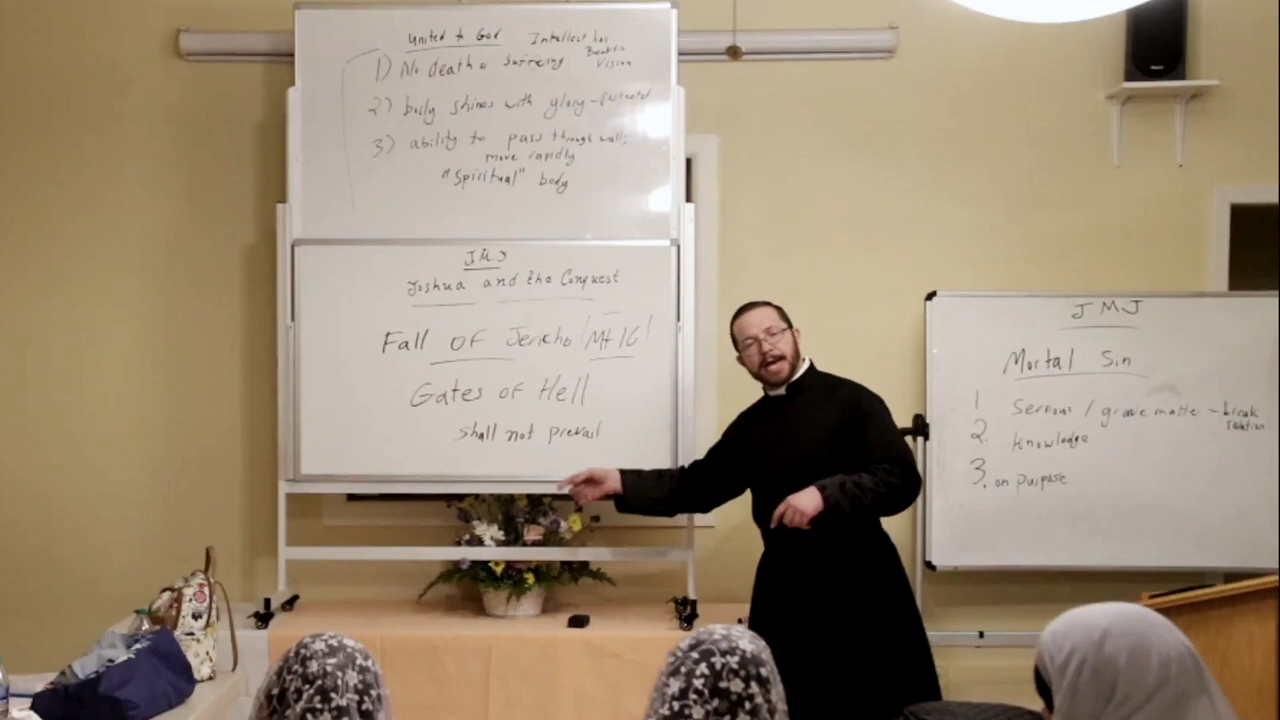 United to God Intellect has
Beatific
Vision
1) No death or suffering
2) body shines with glory - perfected
3) ability to pass through walls
move rapidly
"Spiritual" body
J.M.J
Joshua and the Conquest
Fall OF Jericho Mt 16
Gates of Hell
shall not prevail
JMJ
Mortal Sin
1 Serious / grave matter - break
relation
2. Knowledge
3. on purpose